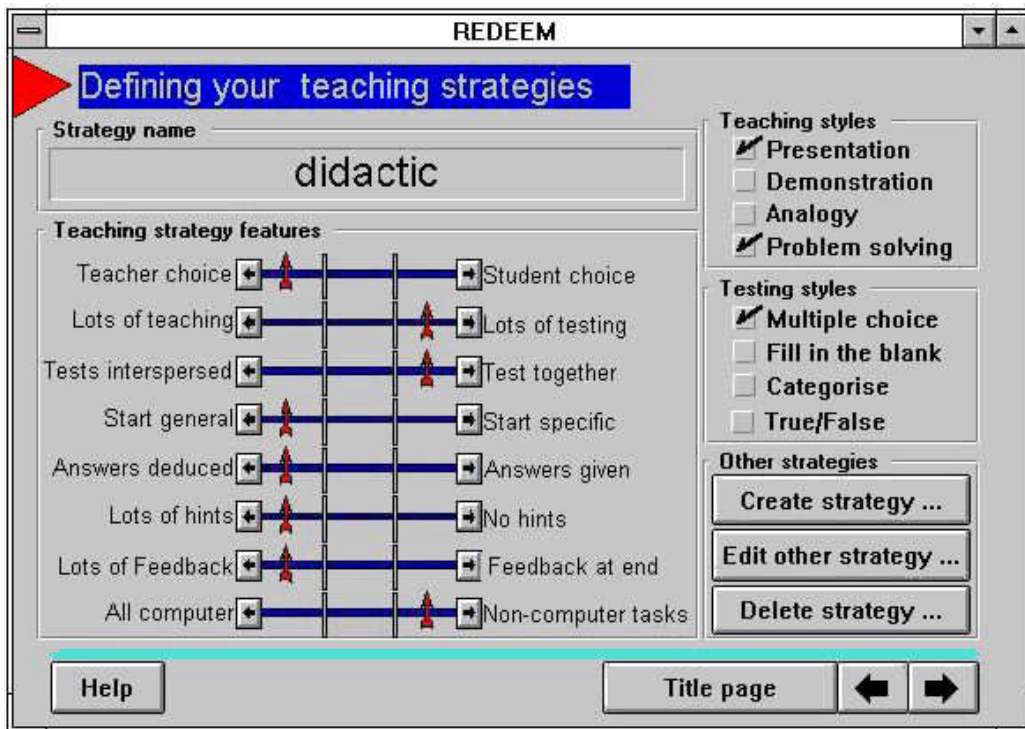 REDEEM
Defining your teaching strategies
Strategy name
didactic
Teaching strategy features
Teacher choice Student choice
Lots of teaching Lots of testing
Tests interspersed Test together
Start general Start specific
Answers deduced Answers given
Lots of hints No hints
Lots of Feedback Feedback at end
All computer Non-computer tasks
Teaching styles
Presentation
Demonstration
Analogy
Problem solving
Testing styles
Multiple choice
Fill in the blank
Categorise
True/False
Other strategies
Create strategy ...
Edit other strategy ...
Delete strategy ...
Help
Title page